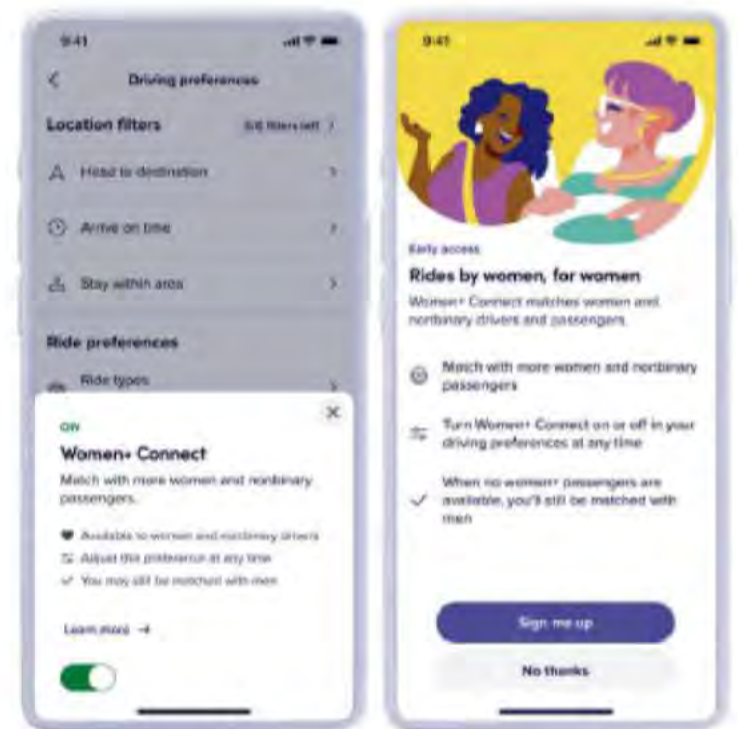 9:41
Driving preferences
Location filters 6/6 filters left
Head to destination
Arrive on time
Stay within area
Ride preferences
Ride types
ON
Women+ Connect
Match with more women and nonbinary
passengers.
Available to women and nonbinary drivers
Adjust this preference at any time
You may still be matched with men
Learn more
9:41
Early access
Rides by women, for women
Women+ Connect matches women and
nonbinary drivers and passengers.
Match with more women and nonbinary
passengers
Turn Women+ Connect on or off in your
driving preferences at any time
When no women+ passengers are
available, you'll still be matched with
men
Sign me up
No thanks